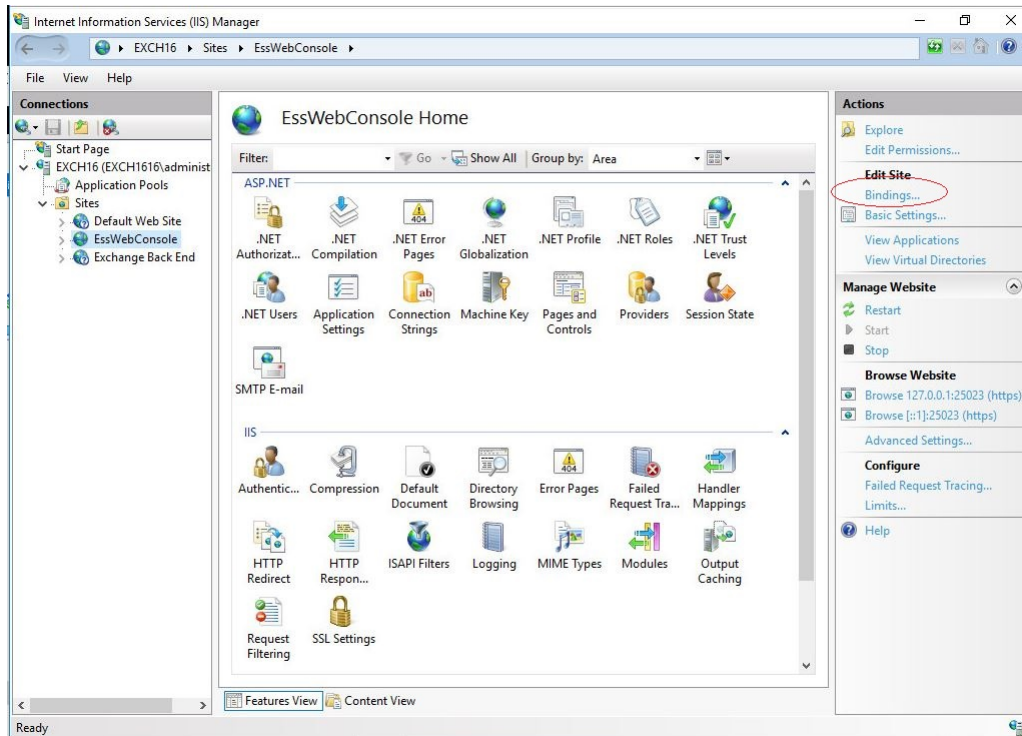 Internet Information Services (IIS) Manager
EXCH16 Sites EssWebConsole
File View Help
Connections
Start Page
EXCH16 (EXCH1616\administ
Application Pools
Sites
Default Web Site
EssWebConsole
Exchange Back End
EssWebConsole Home
Filter: Go Show All Group by: Area
ASP.NET
.NET Authorizat...
.NET Compilation
.NET Error Pages
.NET Globalization
.NET Profile
.NET Roles
.NET Trust Levels
.NET Users
Application Settings
Connection Strings
Machine Key
Pages and Controls
Providers
Session State
SMTP E-mail
IIS
Authentic...
Compression
Default Document
Directory Browsing
Error Pages
Failed Request Tra...
Handler Mappings
HTTP Redirect
HTTP Respon...
ISAPI Filters
Logging
MIME Types
Modules
Output Caching
Request Filtering
SSL Settings
Features View Content View
Actions
Explore
Edit Permissions...
Edit Site
Bindings...
Basic Settings...
View Applications
View Virtual Directories
Manage Website
Restart
Start
Stop
Browse Website
Browse 127.0.0.1:25023 (https)
Browse [::1]:25023 (https)
Advanced Settings...
Configure
Failed Request Tracing...
Limits...
Help
Ready